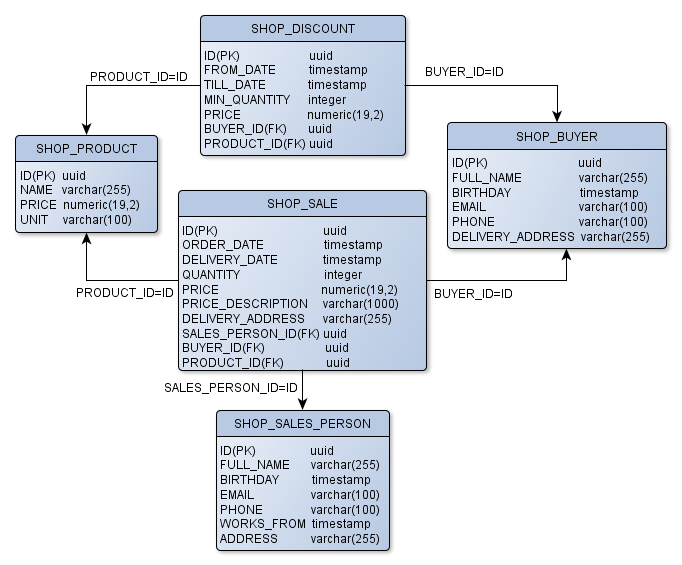 SHOP_DISCOUNT
ID(PK) uuid
FROM_DATE timestamp
TILL_DATE timestamp
MIN_QUANTITY integer
PRICE numeric(19,2)
BUYER_ID(FK) uuid
PRODUCT_ID(FK) uuid
PRODUCT_ID=ID
BUYER_ID=ID
SHOP_PRODUCT
ID(PK) uuid
NAME varchar(255)
PRICE numeric(19,2)
UNIT varchar(100)
SHOP_BUYER
ID(PK) uuid
FULL_NAME varchar(255)
BIRTHDAY timestamp
EMAIL varchar(100)
PHONE varchar(100)
DELIVERY_ADDRESS varchar(255)
SHOP_SALE
ID(PK) uuid
ORDER_DATE timestamp
DELIVERY_DATE timestamp
QUANTITY integer
PRICE numeric(19,2)
PRICE_DESCRIPTION varchar(1000)
DELIVERY_ADDRESS varchar(255)
SALES_PERSON_ID(FK) uuid
BUYER_ID(FK) uuid
PRODUCT_ID(FK) uuid
PRODUCT_ID=ID
BUYER_ID=ID
SALES_PERSON_ID=ID
SHOP_SALES_PERSON
ID(PK) uuid
FULL_NAME varchar(255)
BIRTHDAY timestamp
EMAIL varchar(100)
PHONE varchar(100)
WORKS_FROM timestamp
ADDRESS varchar(255)